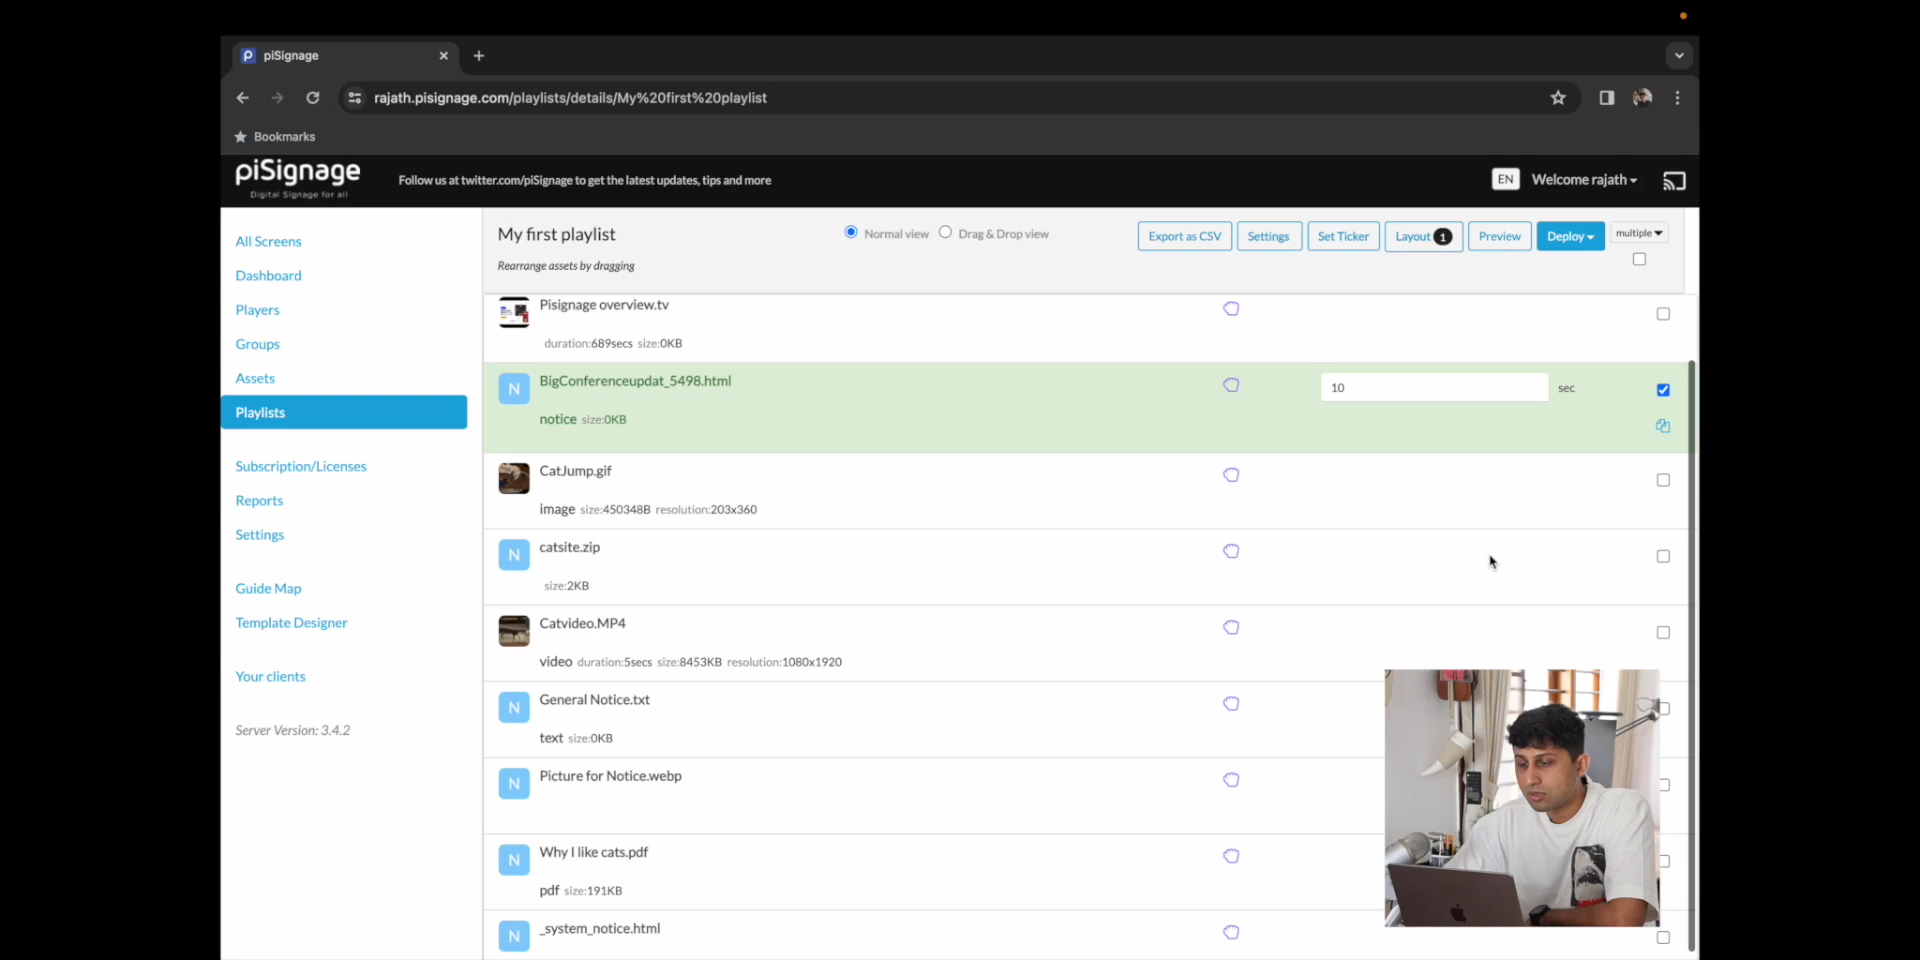 piSignage
rajath.pisignage.com/playlists/details/My%20first%20playlist
Bookmarks
piSignage
Digital Signage for all
Follow us at twitter.com/piSignage to get the latest updates, tips and more
EN
Welcome rajath
All Screens
Dashboard
Players
Groups
Assets
Playlists
Subscription/Licenses
Reports
Settings
Guide Map
Template Designer
Your clients
Server Version: 3.4.2
My first playlist
Normal view
Drag & Drop view
Export as CSV
Settings
Set Ticker
Layout 1
Preview
Deploy
multiple
Rearrange assets by dragging
Pisignage overview.tv
duration:689secs size:0KB
N
BigConferenceupdat_5498.html
10
sec
notice size:0KB
CatJump.gif
image size:450348B resolution:203x360
N
catsite.zip
size:2KB
Catvideo.MP4
video duration:5secs size:8453KB resolution:1080x1920
N
General Notice.txt
text size:0KB
N
Picture for Notice.webp
N
Why I like cats.pdf
pdf size:191KB
N
_system_notice.html